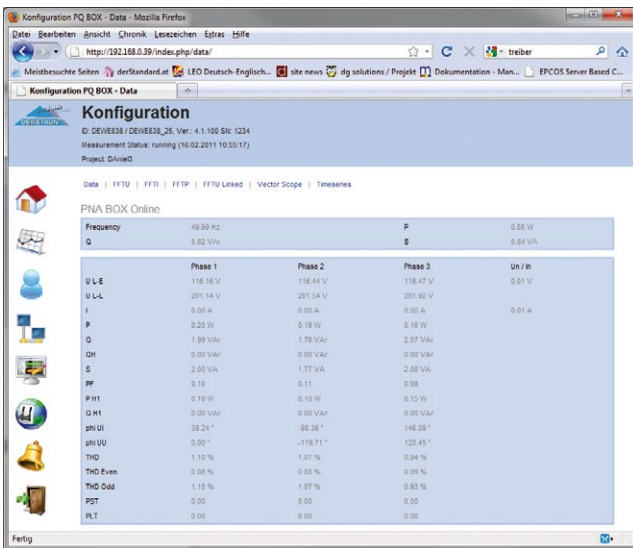 Konfiguration PQ BOX - Data - Mozilla Firefox
Datei Bearbeiten Ansicht Chronik Lesezeichen Extras Hilfe
http://192.168.0.39/index.php/data/ treiber
Meistbesuchte Seiten derStandard.at LEO Deutsch-Englisch... site news dg solutions / Projekt Dokumentation - Man... EPCOS Server Based C...
Konfiguration PQ BOX - Data
DEWETRON
Konfiguration
ID: DEWE838 / DEWE838_25, Ver.: 4.1.100 SN: 1234
Measurement Status: running (16.02.2011 10:55:17)
Project: DAniel3
Data | FFTU | FFTI | FFTP | FFTU Linked | Vector Scope | Timeseries
PNA BOX Online
Frequency 49.99 Hz P 0.55 W
Q 5.82 VAr S 5.84 VA
Phase 1 Phase 2 Phase 3 Un / In
U L-E 116.16 V 116.44 V 116.47 V 0.01 V
U L-L 201.14 V 201.54 V 201.92 V
I 0.00 A 0.00 A 0.00 A 0.01 A
P 0.20 W 0.19 W 0.16 W
Q 1.99 VAr 1.76 VAr 2.07 VAr
QH 0.00 VAr 0.00 VAr 0.00 VAr
S 2.00 VA 1.77 VA 2.08 VA
PF 0.10 0.11 0.08
P H1 0.19 W 0.18 W 0.15 W
Q H1 0.00 VAr 0.00 VAr 0.00 VAr
phi UI 38.24 ° -98.36 ° 146.09 °
phi UU 0.00 ° -119.71 ° 120.45 °
THD 1.10 % 1.07 % 0.94 %
THD Even 0.08 % 0.08 % 0.09 %
THD Odd 1.10 % 1.07 % 0.93 %
PST 0.00 0.00 0.00
PLT 0.00 0.00 0.00
Fertig